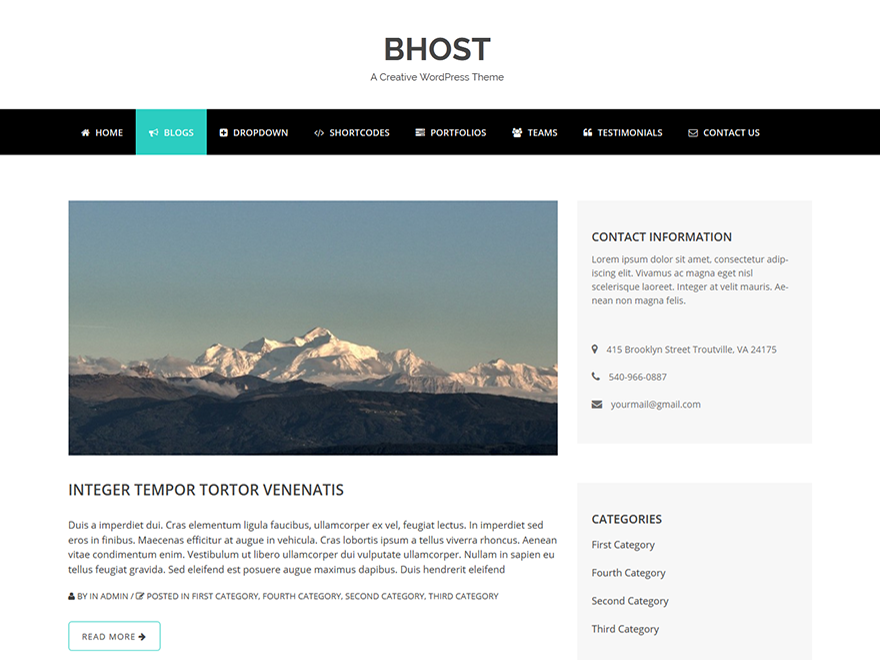 BHOST
A Creative WordPress Theme
HOME BLOGS DROPDOWN SHORTCODES PORTFOLIOS TEAMS TESTIMONIALS CONTACT US
INTEGER TEMPOR TORTOR VENENATIS
Duis a imperdiet dui. Cras elementum ligula faucibus, ullamcorper ex vel, feugiat lectus. In imperdiet sed
eros in finibus. Maecenas efficitur at augue in vehicula. Cras lobortis ipsum a tellus viverra rhoncus. Aenean
vitae condimentum enim. Vestibulum ut libero ullamcorper dui vulputate ullamcorper. Nullam in sapien eu
tellus feugiat gravida. Sed eleifend est posuere augue maximus dapibus. Duis hendrerit eleifend
BY IN ADMIN / POSTED IN FIRST CATEGORY, FOURTH CATEGORY, SECOND CATEGORY, THIRD CATEGORY
READ MORE
CONTACT INFORMATION
Lorem ipsum dolor sit amet, consectetur adip-
iscing elit. Vivamus ac magna eget nisl
scelerisque laoreet. Integer at velit mauris. Ae-
nean non magna felis.
415 Brooklyn Street Troutville, VA 24175
540-966-0887
yourmail@gmail.com
CATEGORIES
First Category
Fourth Category
Second Category
Third Category